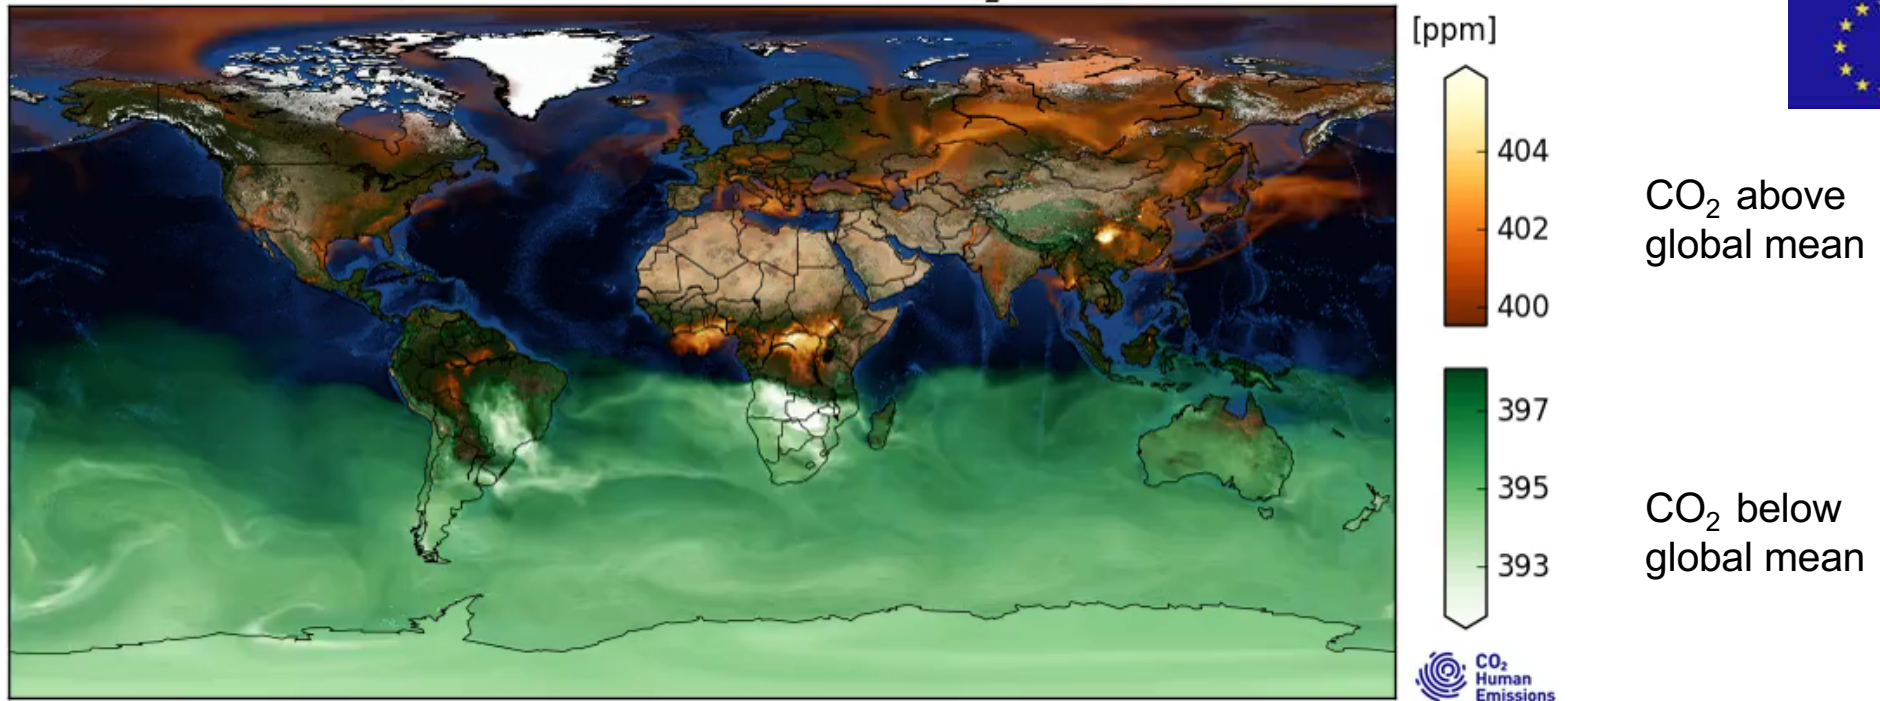 [ppm]
404
402
400
397
395
393
CO₂ above
global mean
CO₂ below
global mean
CO₂
Human
Emissions